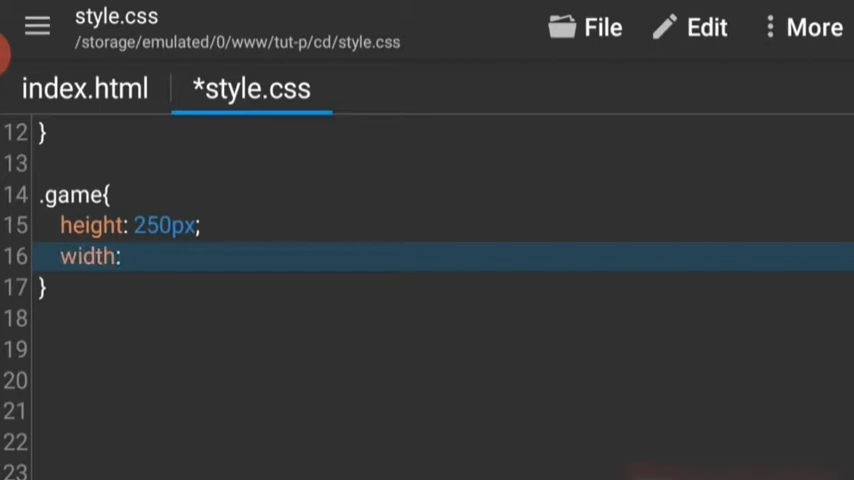 style.css
/storage/emulated/0/www/tut-p/cd/style.css
File
Edit
More
index.html
*style.css
12 }
13
14 .game{
15 height: 250px;
16 width:
17 }
18
19
20
21
22
23